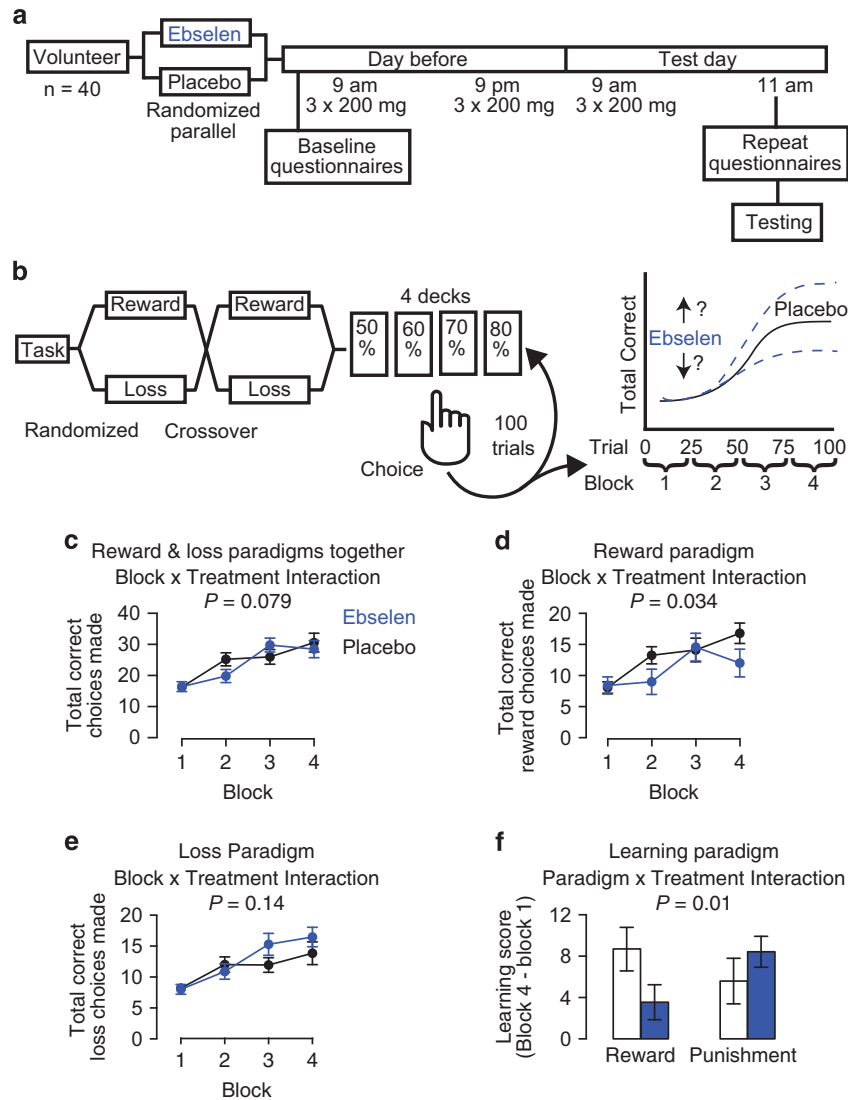 a
Volunteer
n = 40
Ebselen
Placebo
Randomized
parallel
Day before
Test day
9 am
3 x 200 mg
9 pm
3 x 200 mg
9 am
3 x 200 mg
11 am
Baseline
questionnaires
Repeat
questionnaires
Testing
b
Task
Reward
Loss
Reward
Loss
Randomized
Crossover
4 decks
50
%
60
%
70
%
80
%
Choice
100
trials
Total Correct
?
Ebselen
?
Placebo
Trial 0 25 50 75 100
Block 1 2 3 4
c
Reward & loss paradigms together
Block x Treatment Interaction
P = 0.079
Ebselen
Placebo
Total correct
choices made
40
30
20
10
0
1 2 3 4
Block
d
Reward paradigm
Block x Treatment Interaction
P = 0.034
Total correct
reward choices made
20
15
10
5
0
1 2 3 4
Block
e
Loss Paradigm
Block x Treatment Interaction
P = 0.14
Total correct
loss choices made
20
15
10
5
0
1 2 3 4
Block
f
Learning paradigm
Paradigm x Treatment Interaction
P = 0.01
Learning score
(Block 4 - block 1)
12
8
4
0
Reward Punishment